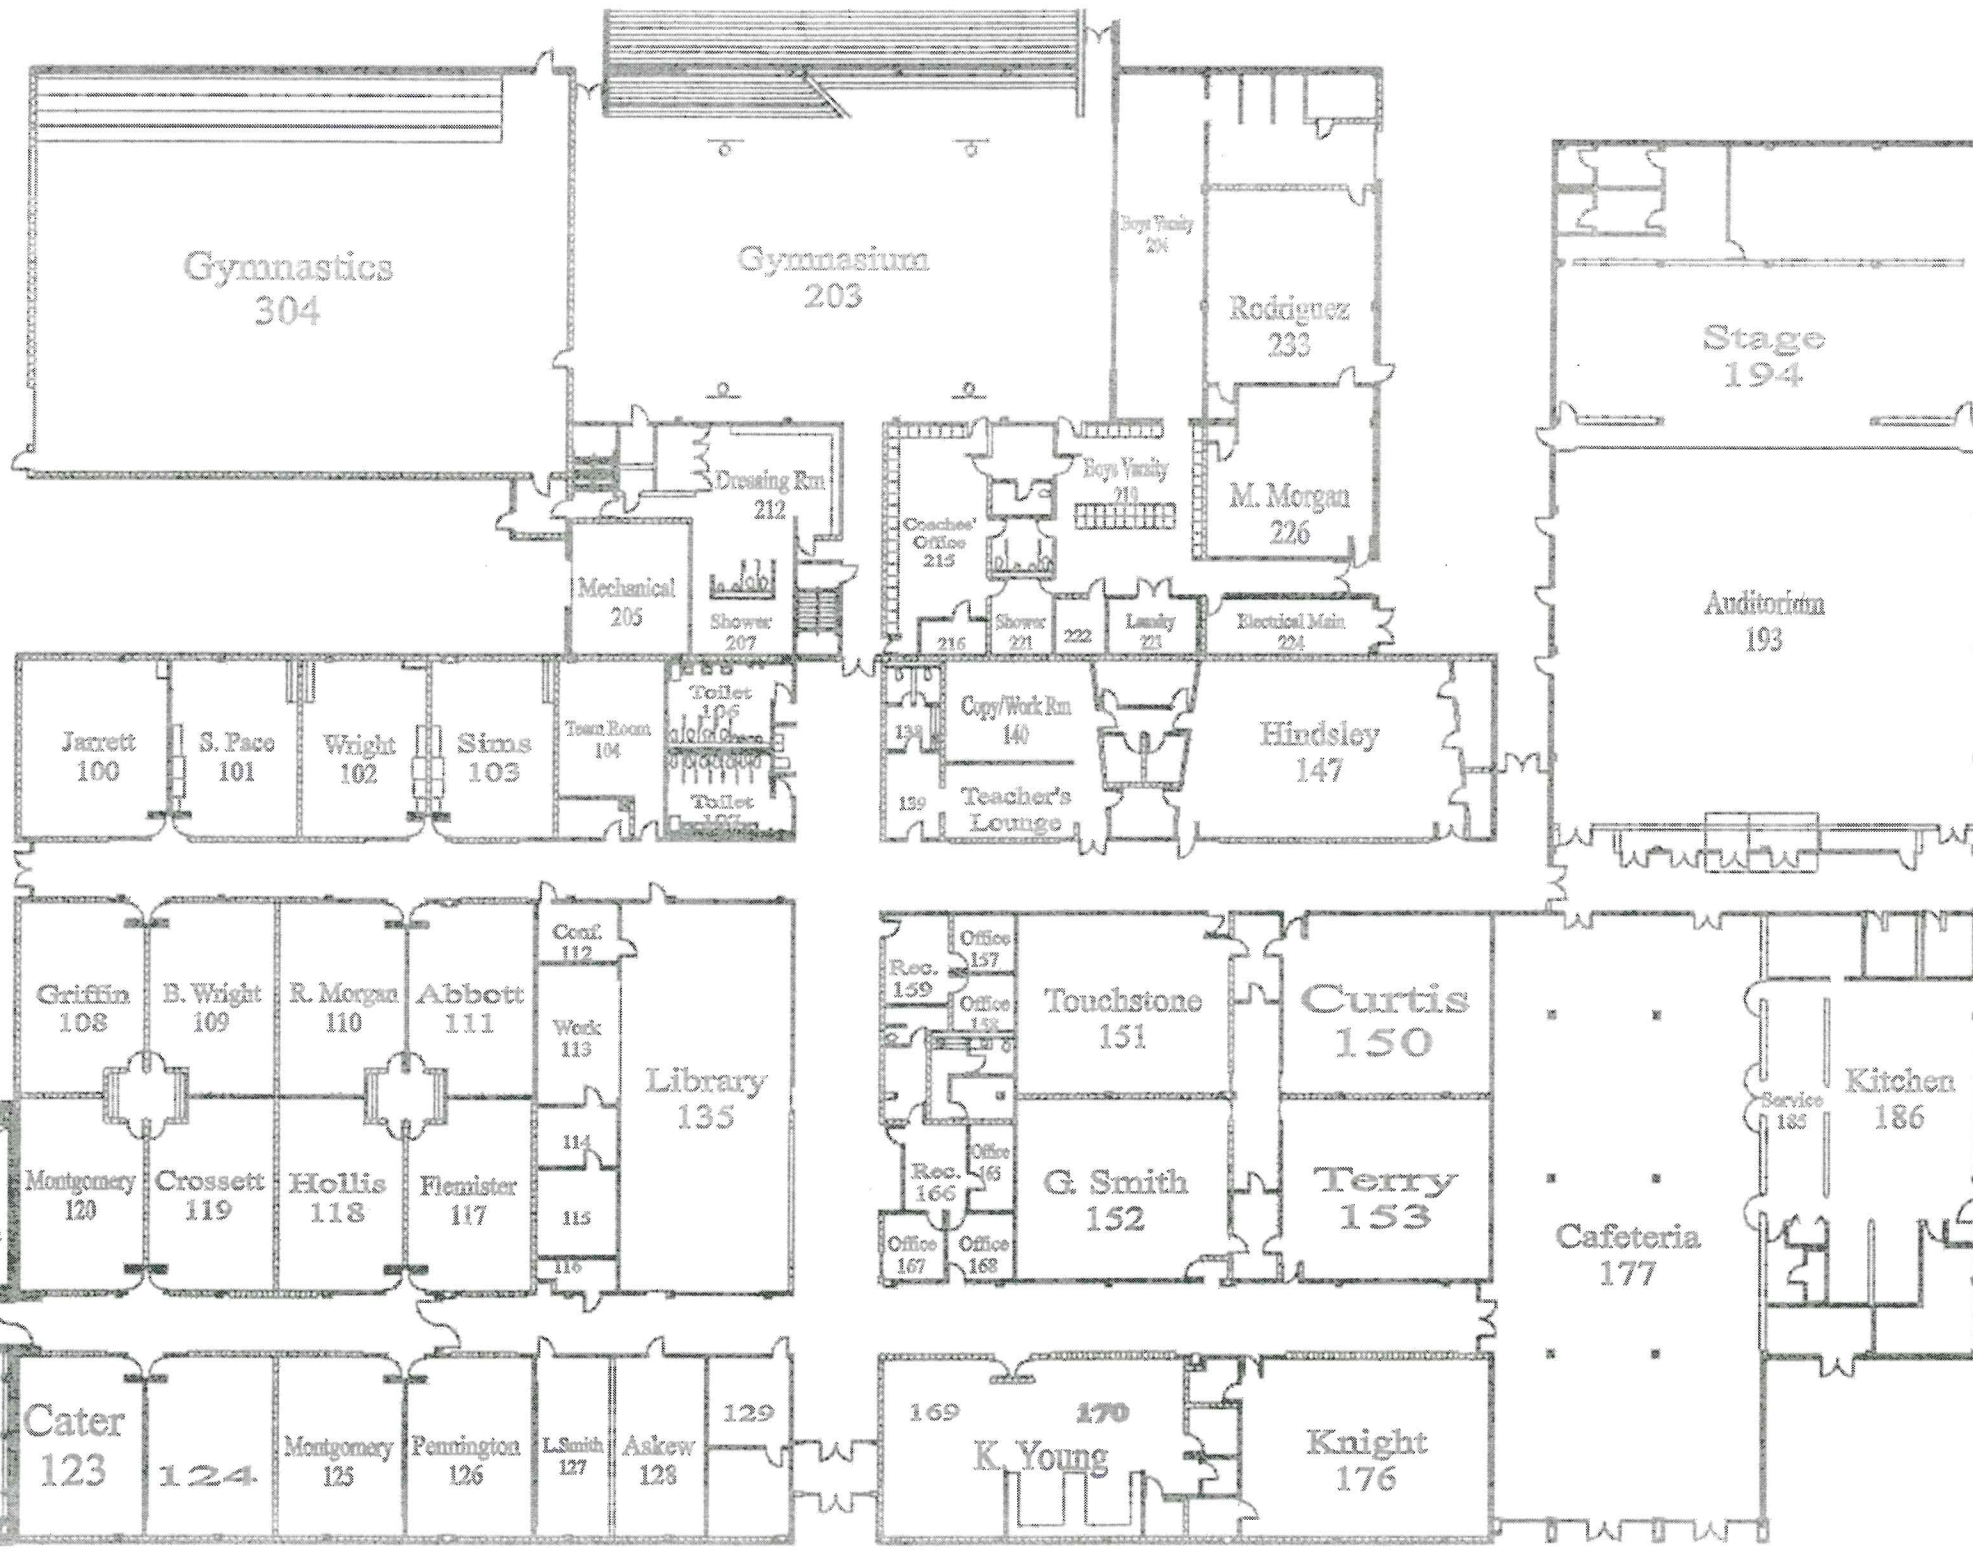 Gymnastics
304
Gymnasium
203
Boys Varsity
204
Rodriguez
233
Stage
194
Dressing Rm
212
Coaches'
Office
215
Boys Varsity
210
M. Morgan
226
Mechanical
205
Shower
207
216
Shower
221
222
Laundry
223
Electrical Main
224
Auditorium
193
Jarrett
100
S. Pace
101
Wright
102
Sims
103
Team Room
104
Toilet
106
Toilet
107
138
139
Copy/Work Rm
140
Teacher's
Lounge
Hindsley
147
Griffin
108
B. Wright
109
R. Morgan
110
Abbott
111
Conf.
112
Work
113
114
115
116
Library
135
Rec.
159
Office
157
Office
158
Touchstone
151
Curtis
150
Montgomery
120
Crossett
119
Hollis
118
Flemister
117
Rec.
166
Office
165
Office
167
Office
168
G. Smith
152
Terry
153
Cafeteria
177
Service
185
Kitchen
186
Cater
123
124
Montgomery
125
Pennington
126
L.Smith
127
Askew
128
129
169
170
K. Young
Knight
176